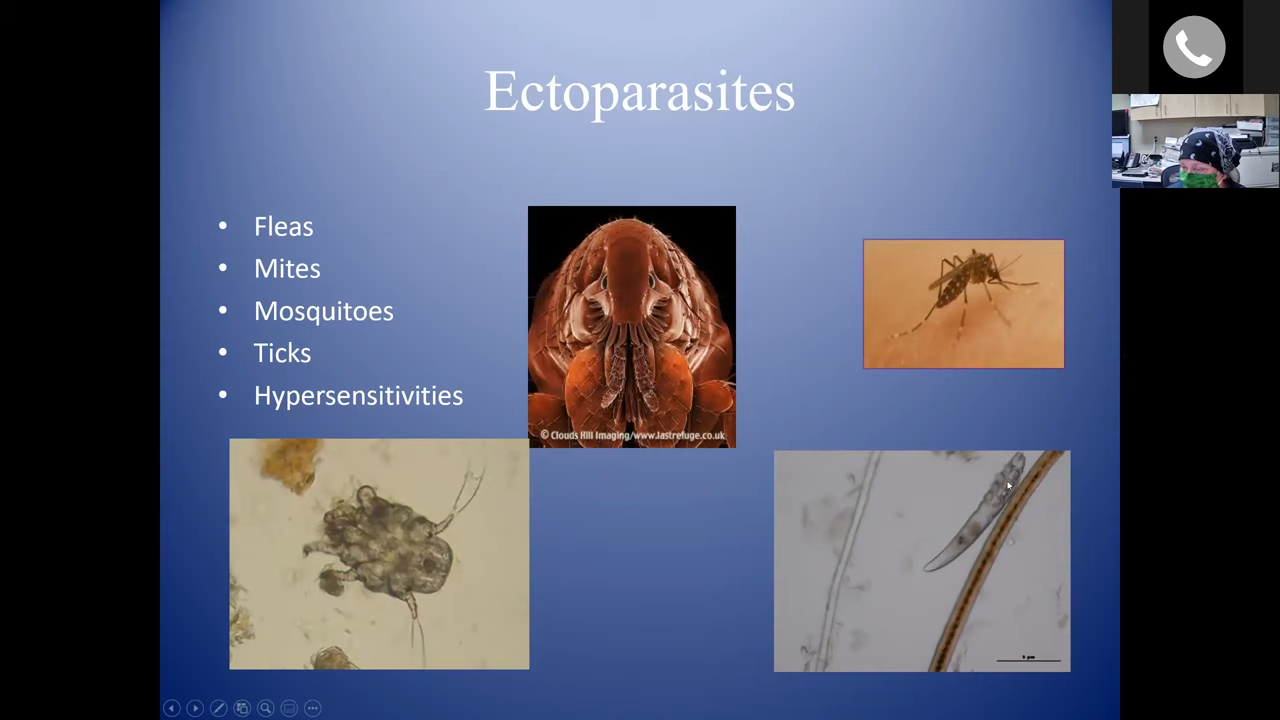 Ectoparasites
• Fleas
• Mites
• Mosquitoes
• Ticks
• Hypersensitivities
© Clouds Hill Imaging/www.lastrefuge.co.uk